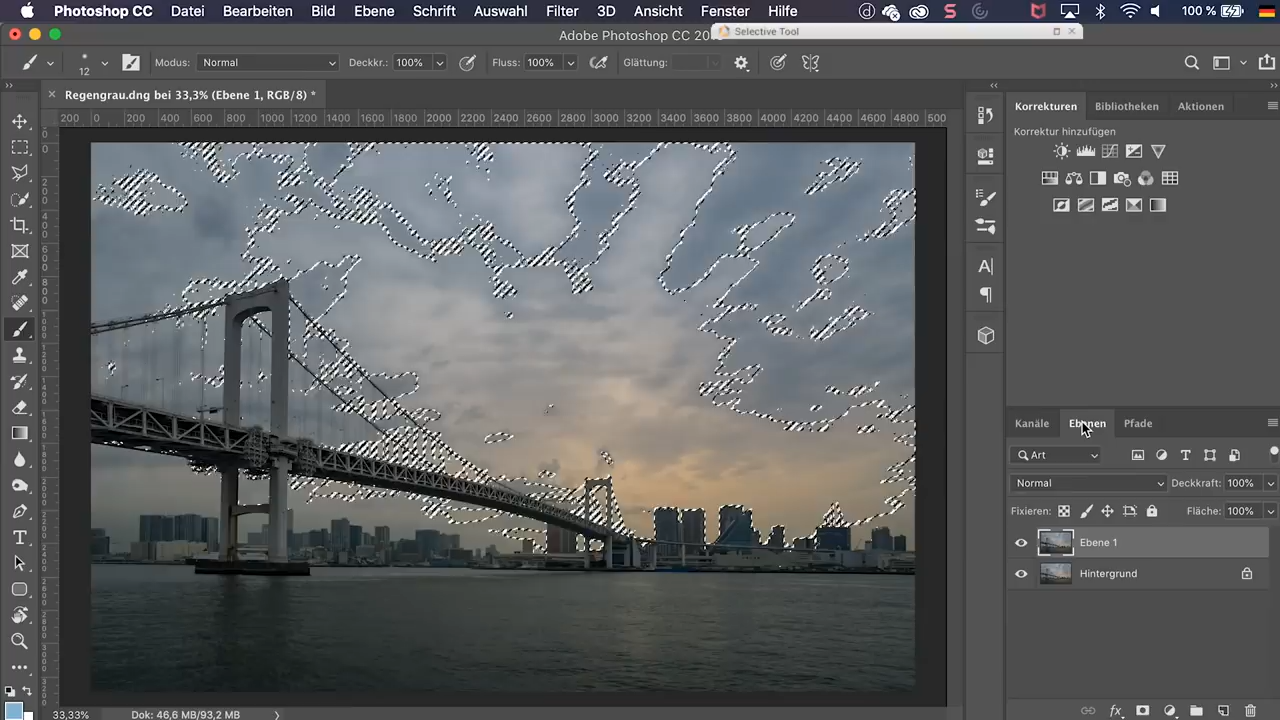 Photoshop CC Datei Bearbeiten Bild Ebene Schrift Auswahl Filter 3D Ansicht Fenster Hilfe 100 %
Adobe Photoshop CC 20
Selective Tool
12 Modus: Normal Deckkr.: 100% Fluss: 100% Glättung:
Regengrau.dng bei 33,3% (Ebene 1, RGB/8) *
200 0 200 400 600 800 1000 1200 1400 1600 1800 2000 2200 2400 2600 2800 3000 3200 3400 3600 3800 4000 4200 4400 4600 4800 500
Korrekturen Bibliotheken Aktionen
Korrektur hinzufügen
Kanäle Ebenen Pfade
Art
Normal Deckkraft: 100%
Fixieren: Fläche: 100%
Ebene 1
Hintergrund
33,33% Dok: 46,6 MB/93,2 MB